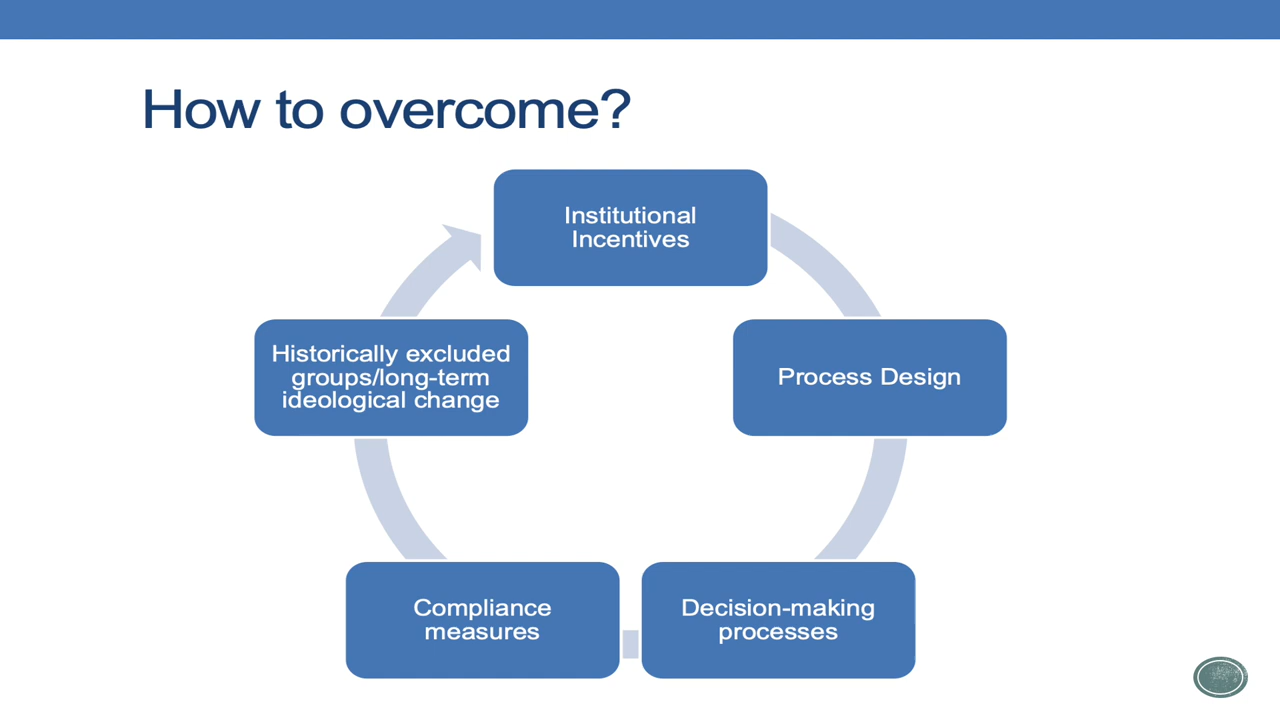 How to overcome?
Institutional
Incentives
Process Design
Decision-making
processes
Compliance
measures
Historically excluded
groups/long-term
ideological change